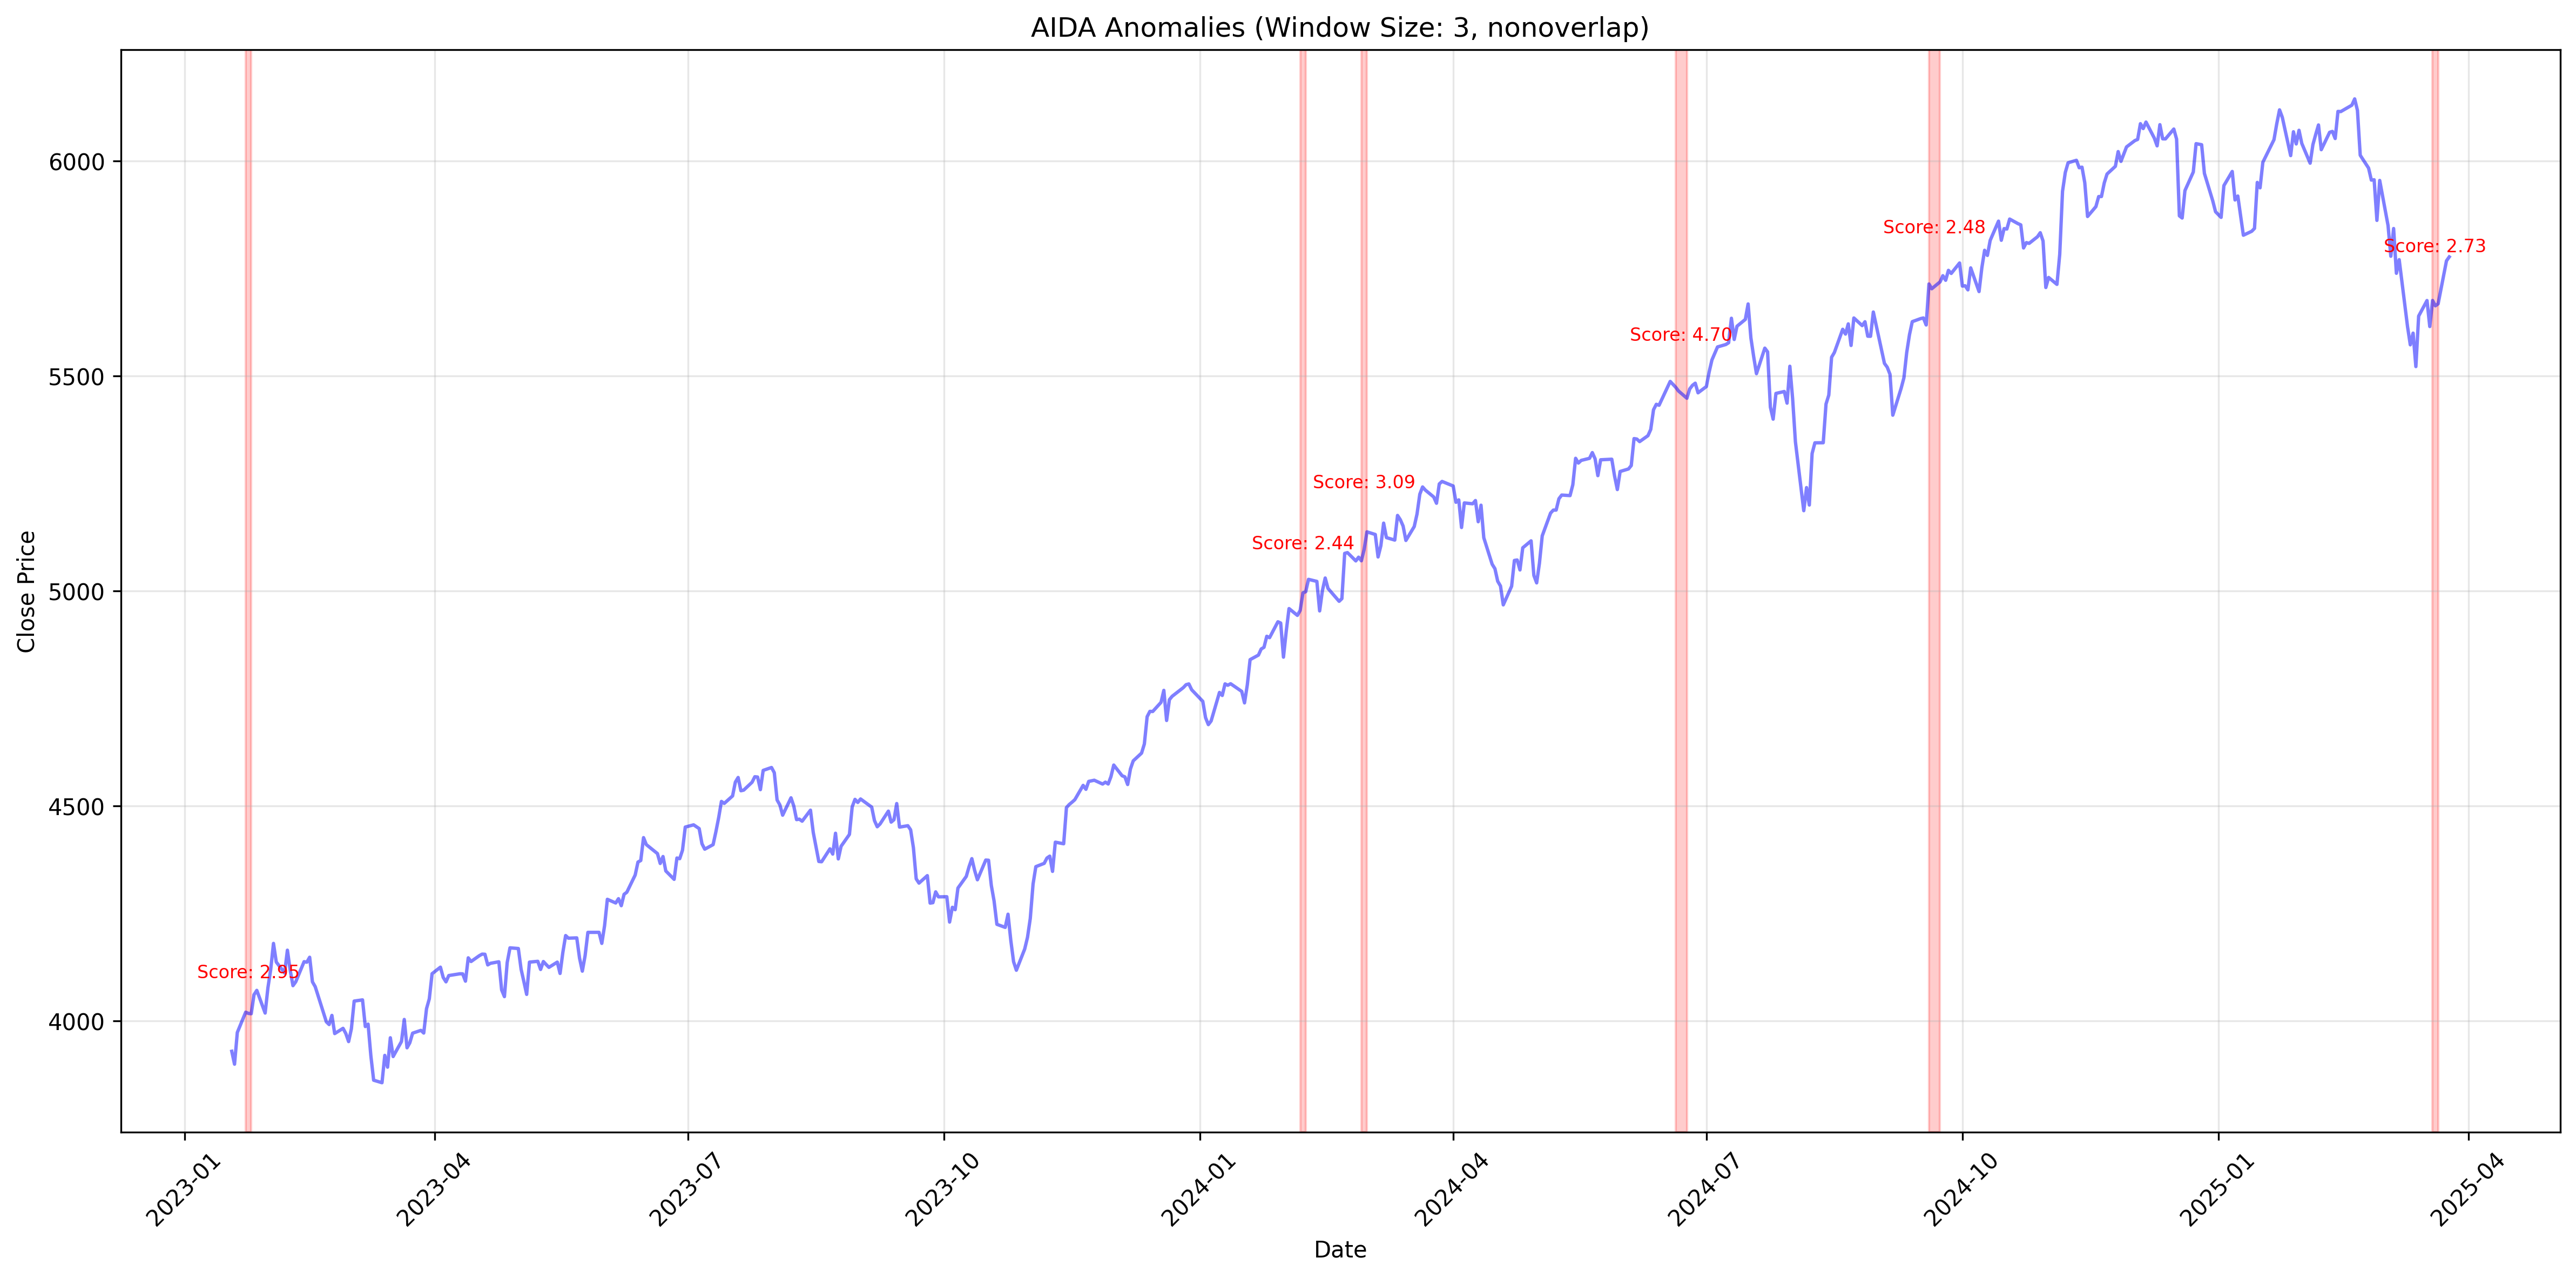 AIDA Anomalies (Window Size: 3, nonoverlap)
Close Price
6000
5500
5000
4500
4000
Score: 2.95
Score: 2.44
Score: 3.09
Score: 4.70
Score: 2.48
Score: 2.73
2023-01
2023-04
2023-07
2023-10
2024-01
2024-04
2024-07
2024-10
2025-01
2025-04
Date